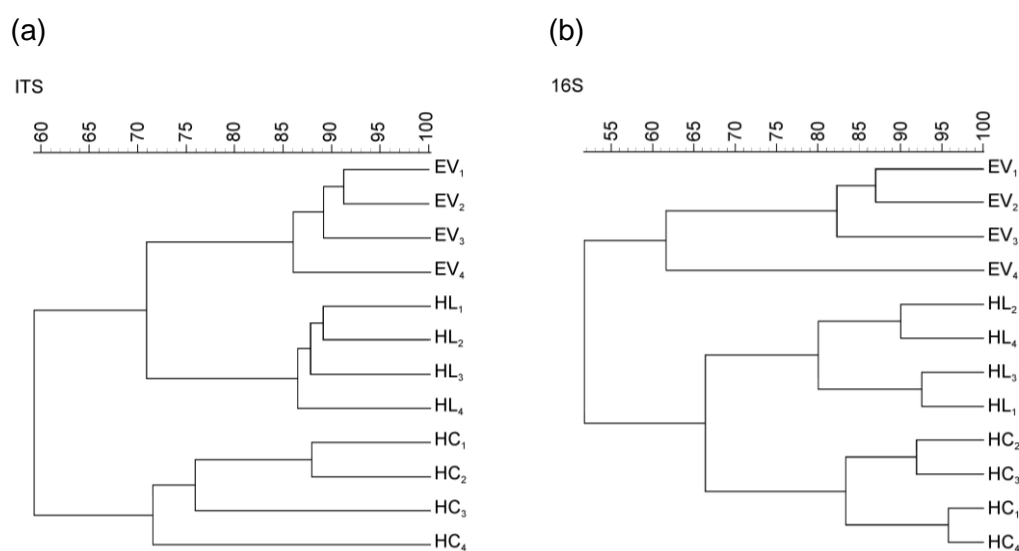 (a)
ITS
60 65 70 75 80 85 90 95 100
EV₁
EV₂
EV₃
EV₄
HL₁
HL₂
HL₃
HL₄
HC₁
HC₂
HC₃
HC₄
(b)
16S
55 60 65 70 75 80 85 90 95 100
EV₁
EV₂
EV₃
EV₄
HL₂
HL₄
HL₃
HL₁
HC₂
HC₃
HC₁
HC₄